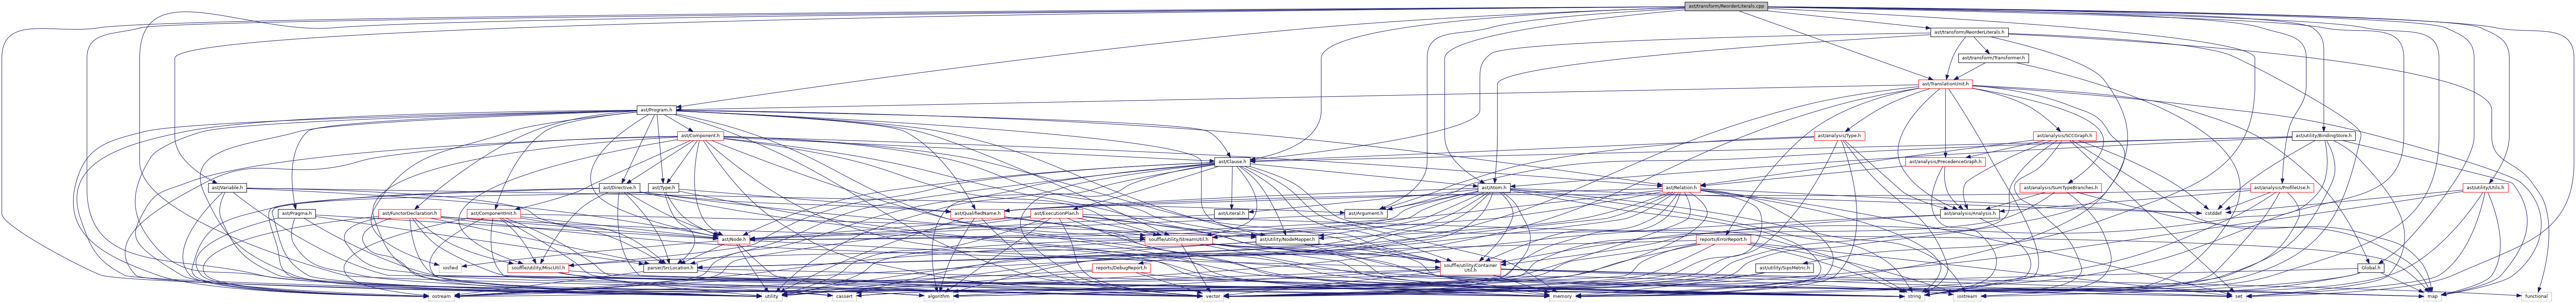 ast/transform/ReorderLiterals.cpp
ast/transform/ReorderLiterals.h
ast/transform/Transformer.h
ast/TranslationUnit.h
ast/Program.h
ast/Component.h
ast/analysis/Type.h
ast/analysis/SCCGraph.h
ast/utility/BindingStore.h
ast/Clause.h
ast/analysis/PrecedenceGraph.h
ast/Variable.h
ast/Directive.h
ast/Type.h
ast/Atom.h
ast/Relation.h
ast/analysis/SumTypeBranches.h
ast/analysis/ProfileUse.h
ast/utility/Utils.h
ast/Pragma.h
ast/FunctorDeclaration.h
ast/ComponentInit.h
ast/QualifiedName.h
ast/ExecutionPlan.h
ast/Literal.h
ast/Argument.h
ast/analysis/Analysis.h
cstddef
ast/Node.h
souffle/utility/StreamUtil.h
ast/utility/NodeMapper.h
reports/ErrorReport.h
iosfwd
souffle/utility/MiscUtil.h
parser/SrcLocation.h
reports/DebugReport.h
souffle/utility/Container
Util.h
ast/utility/SipsMetric.h
Global.h
ostream
utility
cassert
algorithm
vector
memory
string
iostream
set
map
functional